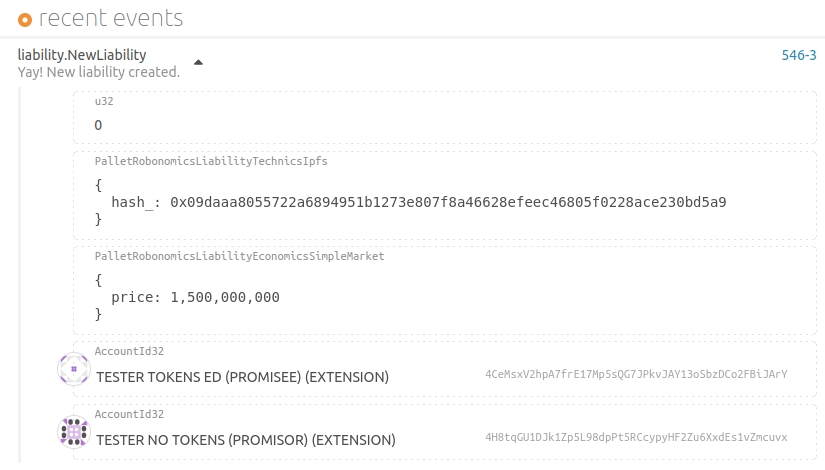 recent events
liability.NewLiability
546-3
Yay! New liability created.
u32
0
PalletRobonomicsLiabilityTechnicsIpfs
{
hash_: 0x09daaa8055722a6894951b1273e807f8a46628efeec46805f0228ace230bd5a9
}
PalletRobonomicsLiabilityEconomicsSimpleMarket
{
price: 1,500,000,000
}
AccountId32
TESTER TOKENS ED (PROMISEE) (EXTENSION)
4CeMsxV2hpA7frE17Mp5sQG7JPkvJAY13oSbzDCo2FBiJArY
AccountId32
TESTER NO TOKENS (PROMISOR) (EXTENSION)
4H8tqGU1DJk1Zp5L98dpPt5RCcypyHF2Zu6XxdEs1vZmcuvx